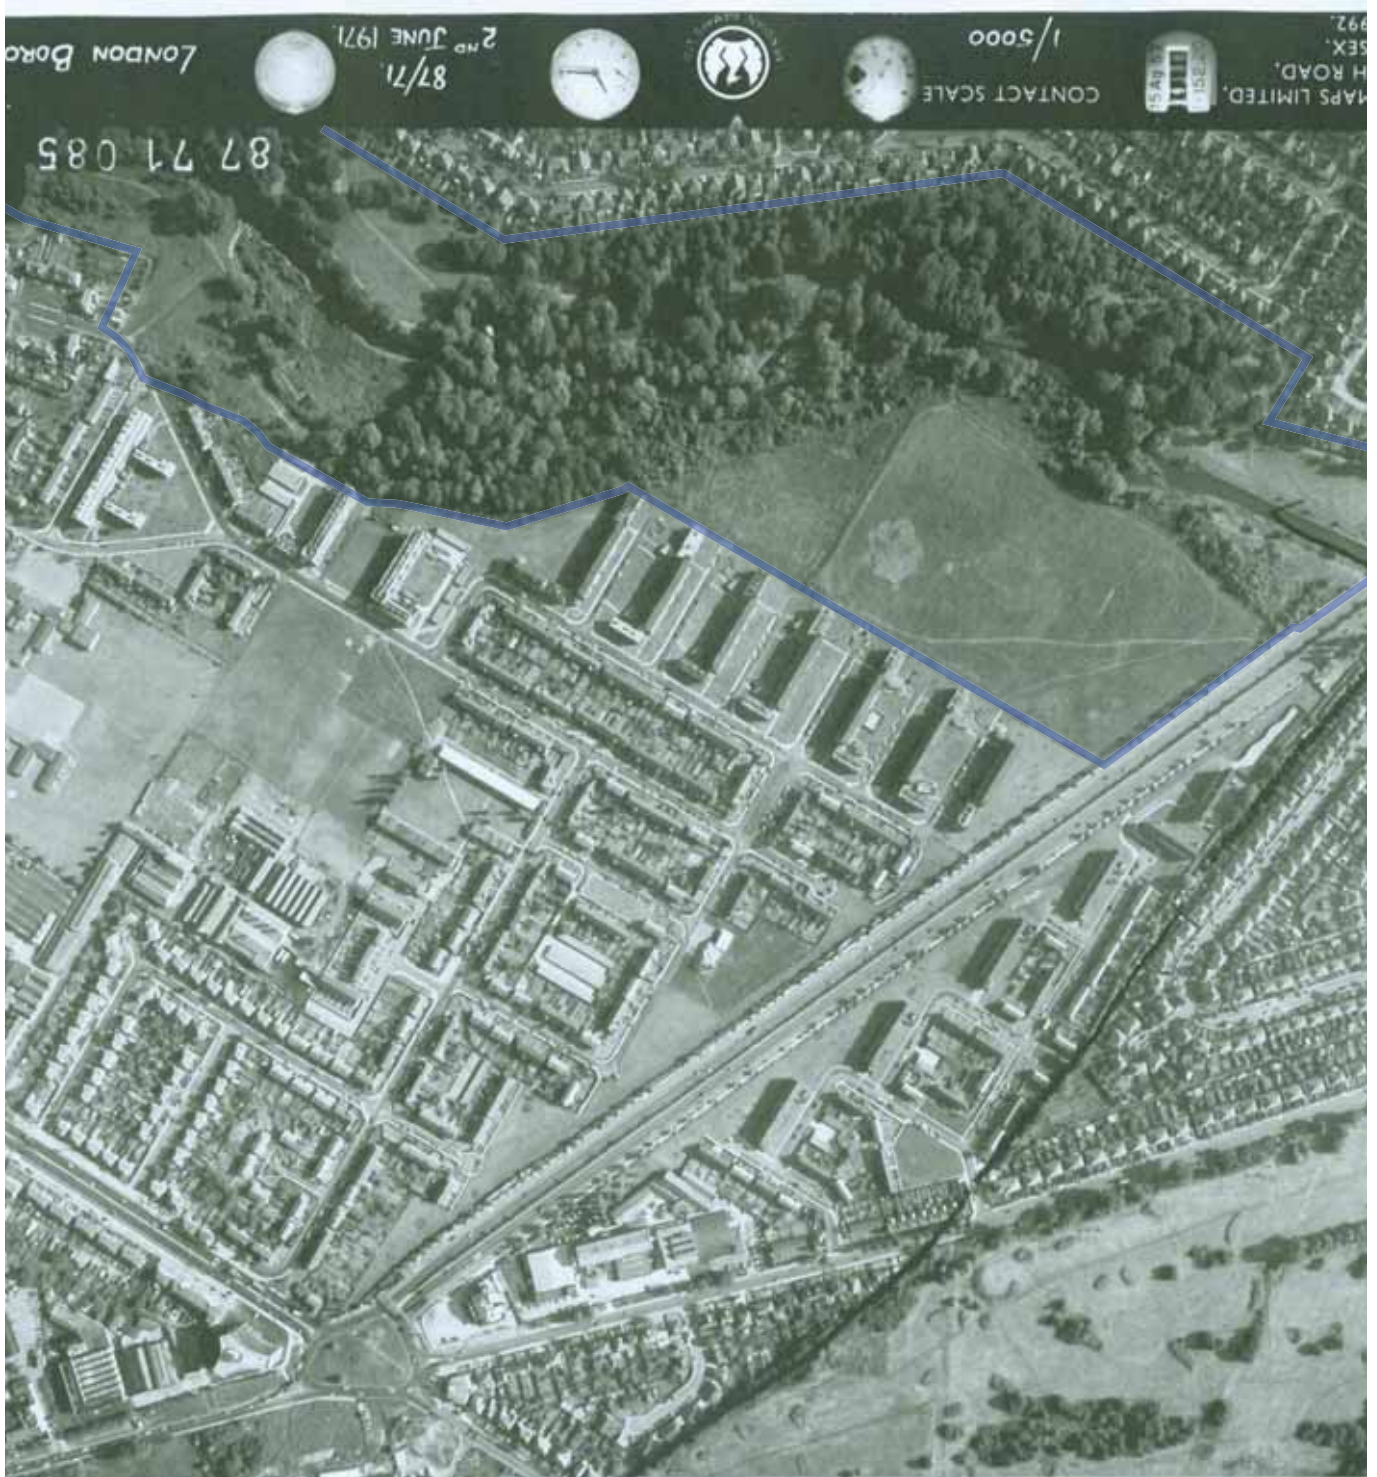 LONDON BORO
2ND JUNE 1971.
87/71.
1/5000
CONTACT SCALE
MAPS LIMITED,
H ROAD,
SEX.
992.
87 71 085